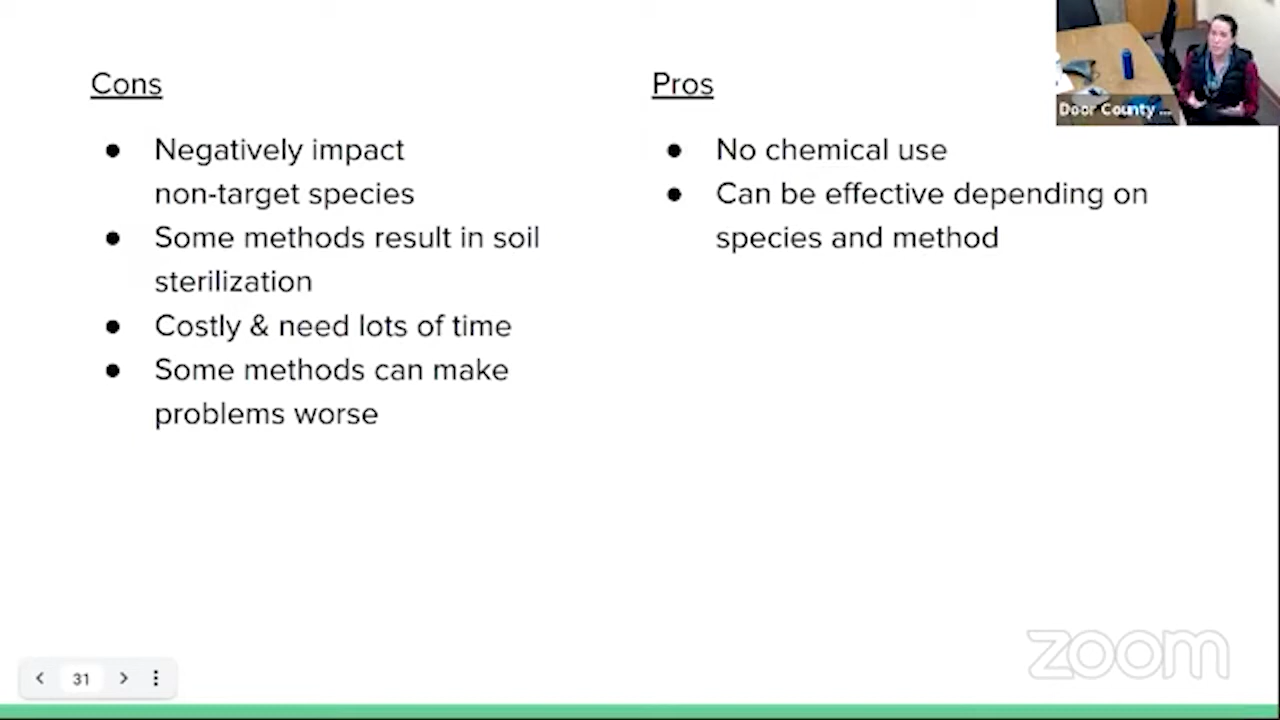 Cons
Negatively impact
non-target species
Some methods result in soil
sterilization
Costly & need lots of time
Some methods can make
problems worse
Pros
No chemical use
Can be effective depending on
species and method
Door County ...
31
zoom